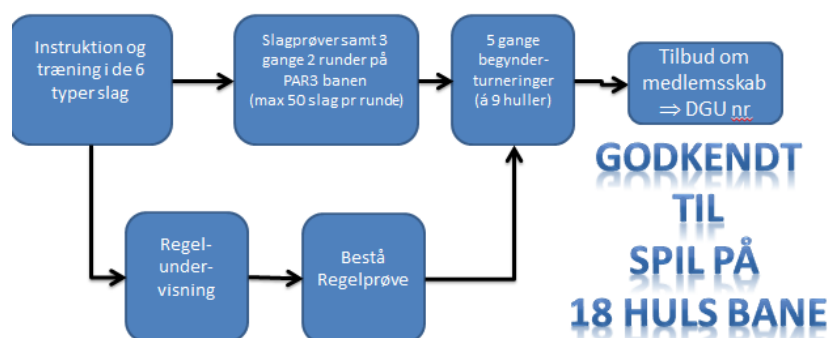 Instruktion og
træning i de 6
typer slag
Slagprøver samt 3
gange 2 runder på
PAR3 banen
(max 50 slag pr runde)
5 gange
begynder-
turneringer
(á 9 huller)
Tilbud om
medlemsskab
⇒ DGU nr
Regel-
under-
visning
Bestå
Regelprøve
GODKENDT
TIL
SPIL PÅ
18 HULS BANE